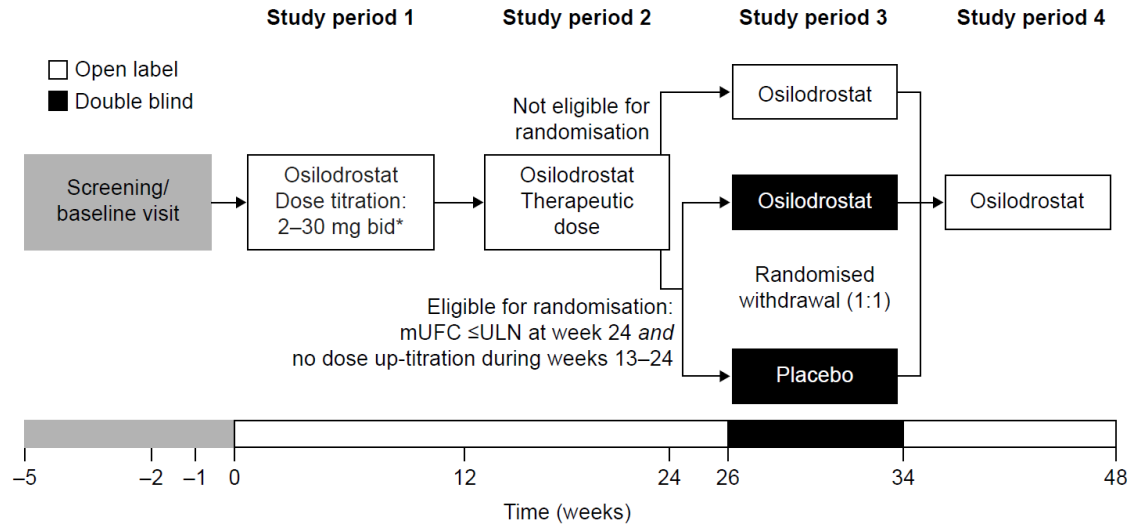 Study period 1
Study period 2
Study period 3
Study period 4
Open label
Double blind
Screening/
baseline visit
Osilodrostat
Dose titration:
2–30 mg bid*
Osilodrostat
Therapeutic
dose
Not eligible for
randomisation
Eligible for randomisation:
mUFC ≤ULN at week 24 and
no dose up-titration during weeks 13–24
Osilodrostat
Osilodrostat
Randomised
withdrawal (1:1)
Placebo
Osilodrostat
–5
–2
–1
0
12
24
26
34
48
Time (weeks)